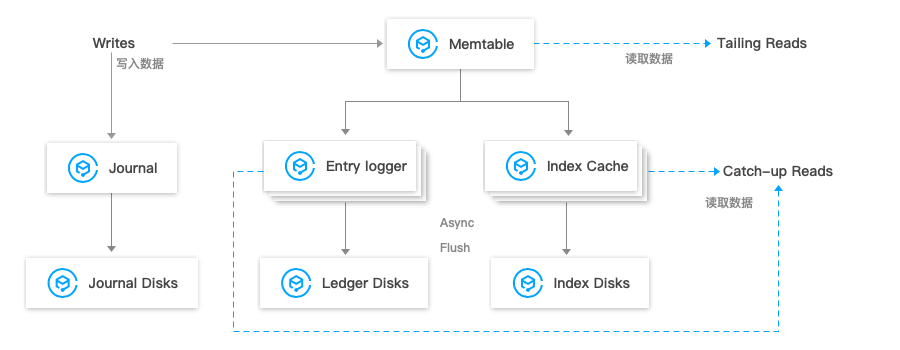 Writes
Memtable
Tailing Reads
写入数据
读取数据
Journal
Entry logger
Index Cache
Catch-up Reads
读取数据
Async
Flush
Journal Disks
Ledger Disks
Index Disks